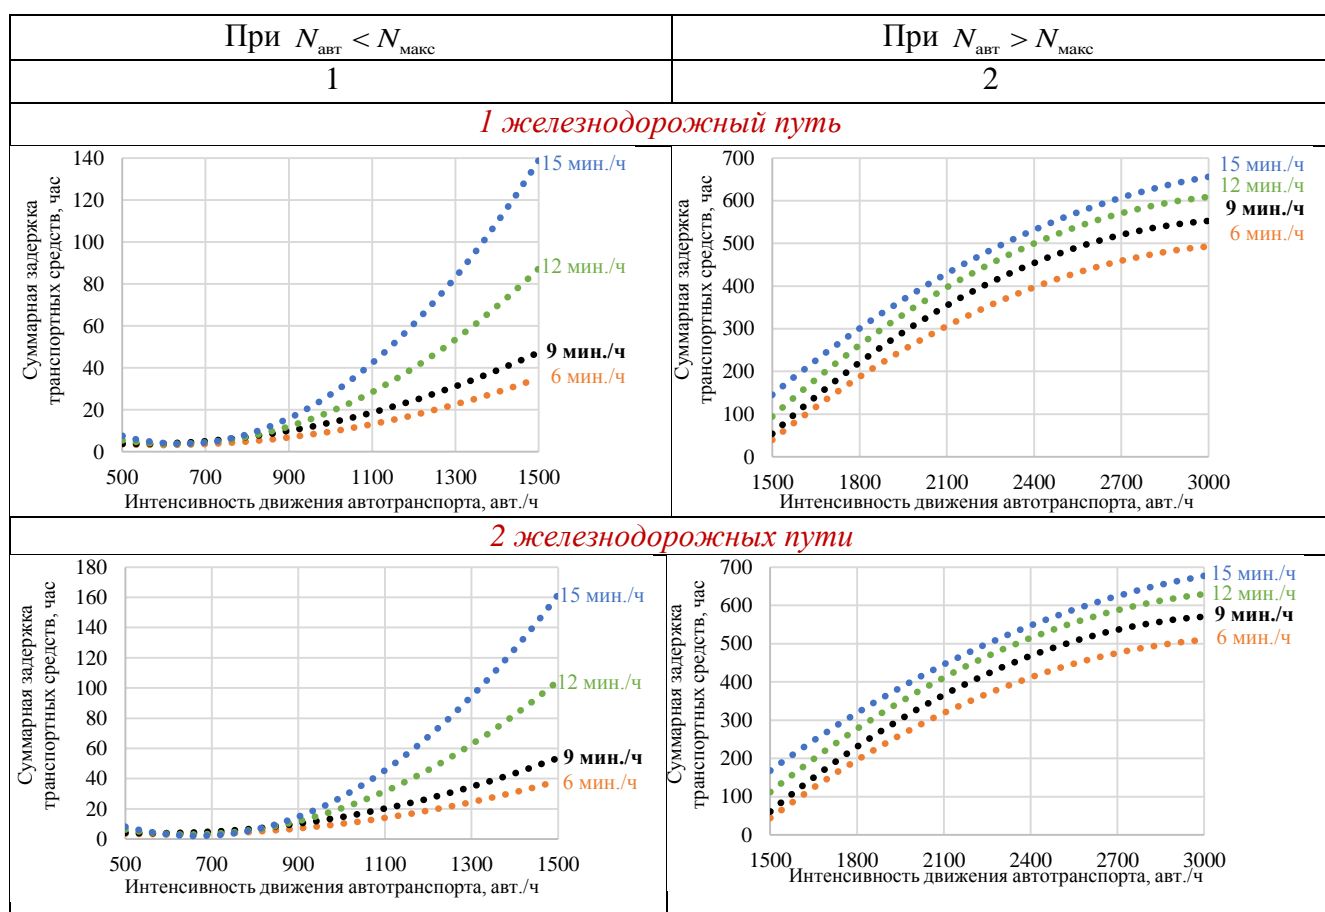 При N авт < N макс
При N авт > N макс
1
2
1 железнодорожный путь
Суммарная задержка
транспортных средств, час
140
120
100
80
60
40
20
0
15 мин./ч
12 мин./ч
9 мин./ч
6 мин./ч
500 700 900 1100 1300 1500
Интенсивность движения автотранспорта, авт./ч
Суммарная задержка
транспортных средств, час
700
600
500
400
300
200
100
0
15 мин./ч
12 мин./ч
9 мин./ч
6 мин./ч
1500 1800 2100 2400 2700 3000
Интенсивность движения автотранспорта, авт./ч
2 железнодорожных пути
Суммарная задержка
транспортных средств, час
180
160
140
120
100
80
60
40
20
0
15 мин./ч
12 мин./ч
9 мин./ч
6 мин./ч
500 700 900 1100 1300 1500
Интенсивность движения автотранспорта, авт./ч
Суммарная задержка
транспортных средств, час
700
600
500
400
300
200
100
0
15 мин./ч
12 мин./ч
9 мин./ч
6 мин./ч
1500 1800 2100 2400 2700 3000
Интенсивность движения автотранспорта, авт./ч